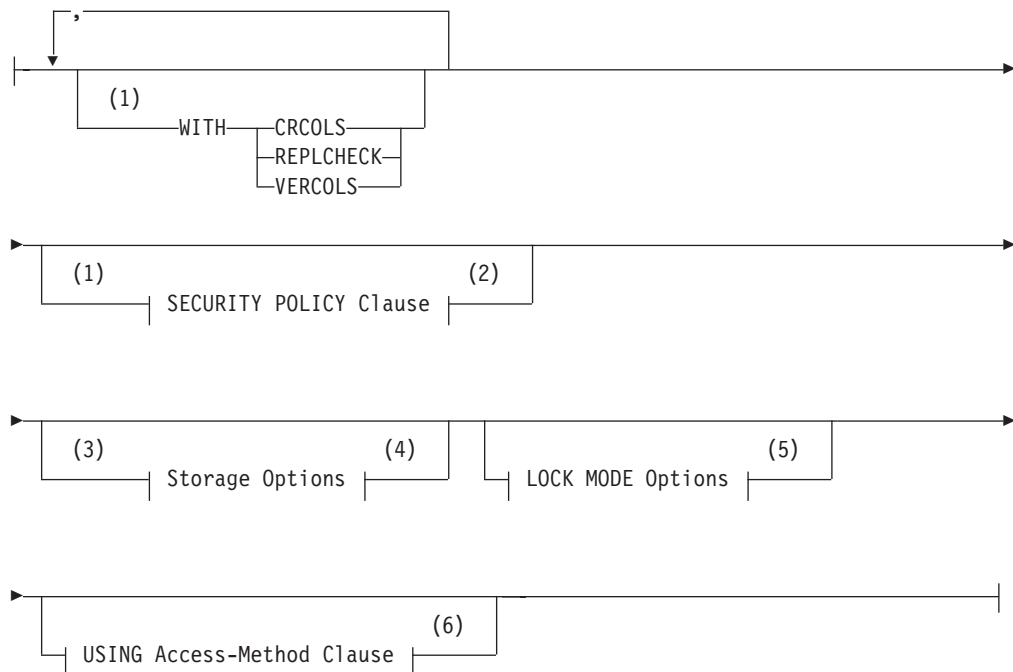 ,
(1)
WITH CRCOLS
REPLCHECK
VERCOLS
(1) (2)
SECURITY POLICY Clause
(3) (4) (5)
Storage Options LOCK MODE Options
(6)
USING Access-Method Clause